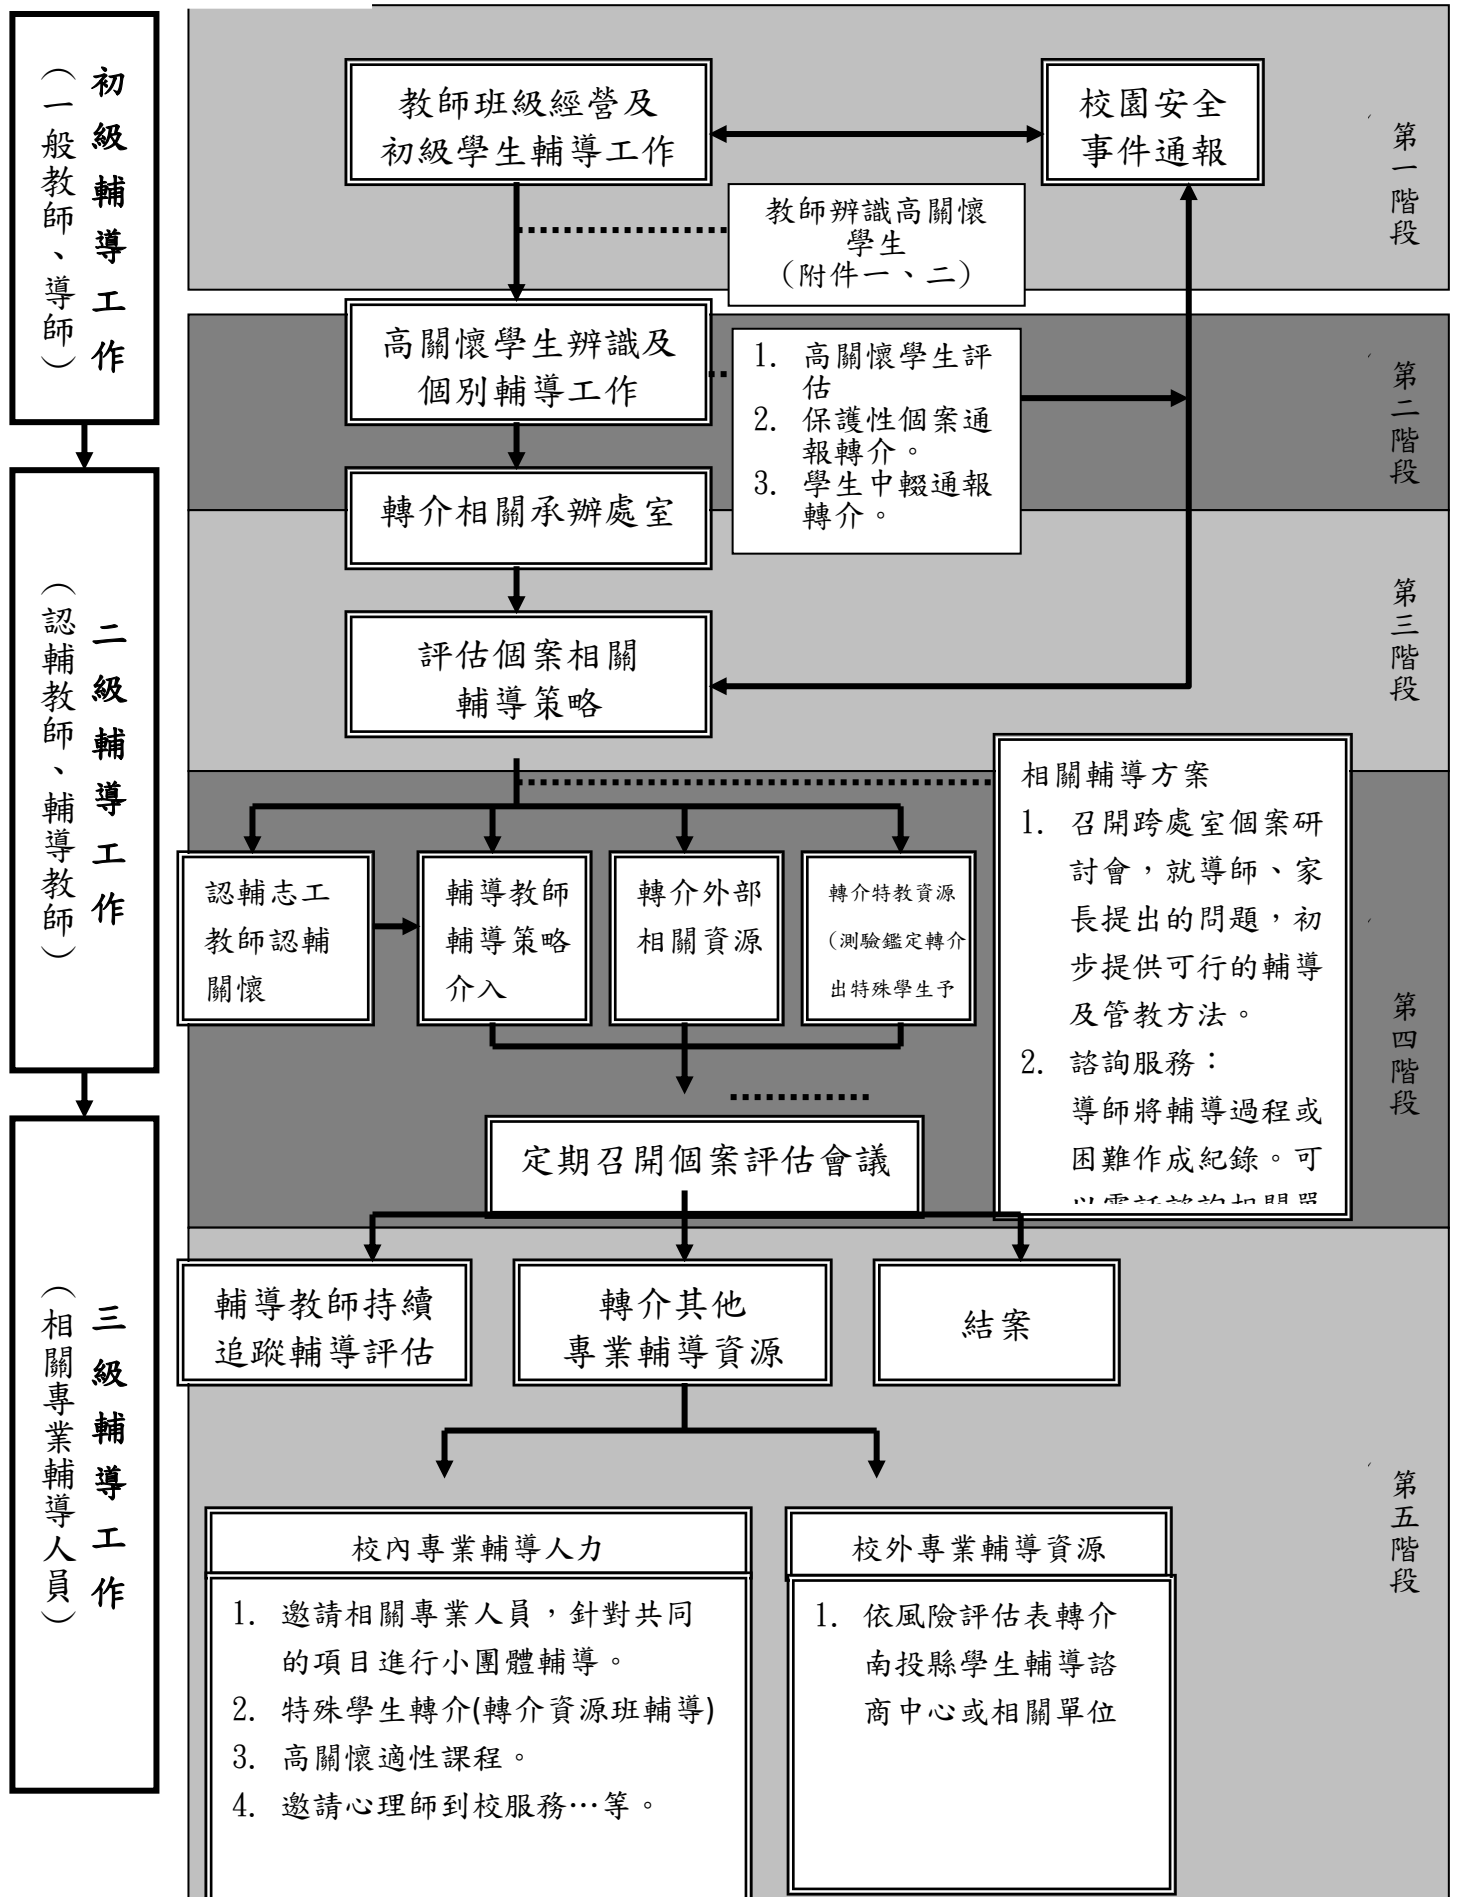 初級輔導工作
（一般教師、導師）
教師班級經營及
初級學生輔導工作
校園安全
事件通報
第一階段
教師辨識高關懷
學生
（附件一、二）
高關懷學生辨識及
個別輔導工作
1. 高關懷學生評
估
2. 保護性個案通
報轉介。
3. 學生中輟通報
轉介。
第二階段
轉介相關承辦處室
二級輔導工作
（認輔教師、輔導教師）
評估個案相關
輔導策略
第三階段
相關輔導方案
1. 召開跨處室個案研
討會，就導師、家
長提出的問題，初
步提供可行的輔導
及管教方法。
2. 諮詢服務：
導師將輔導過程或
困難作成紀錄。可
認輔志工
教師認輔
關懷
輔導教師
輔導策略
介入
轉介外部
相關資源
轉介特教資源
（測驗鑑定轉介
出特殊學生予
第四階段
定期召開個案評估會議
三級輔導工作
（相關專業輔導人員）
輔導教師持續
追蹤輔導評估
轉介其他
專業輔導資源
結案
第五階段
校內專業輔導人力
1. 邀請相關專業人員，針對共同
的項目進行小團體輔導。
2. 特殊學生轉介(轉介資源班輔導)
3. 高關懷適性課程。
4. 邀請心理師到校服務…等。
校外專業輔導資源
1. 依風險評估表轉介
南投縣學生輔導諮
商中心或相關單位